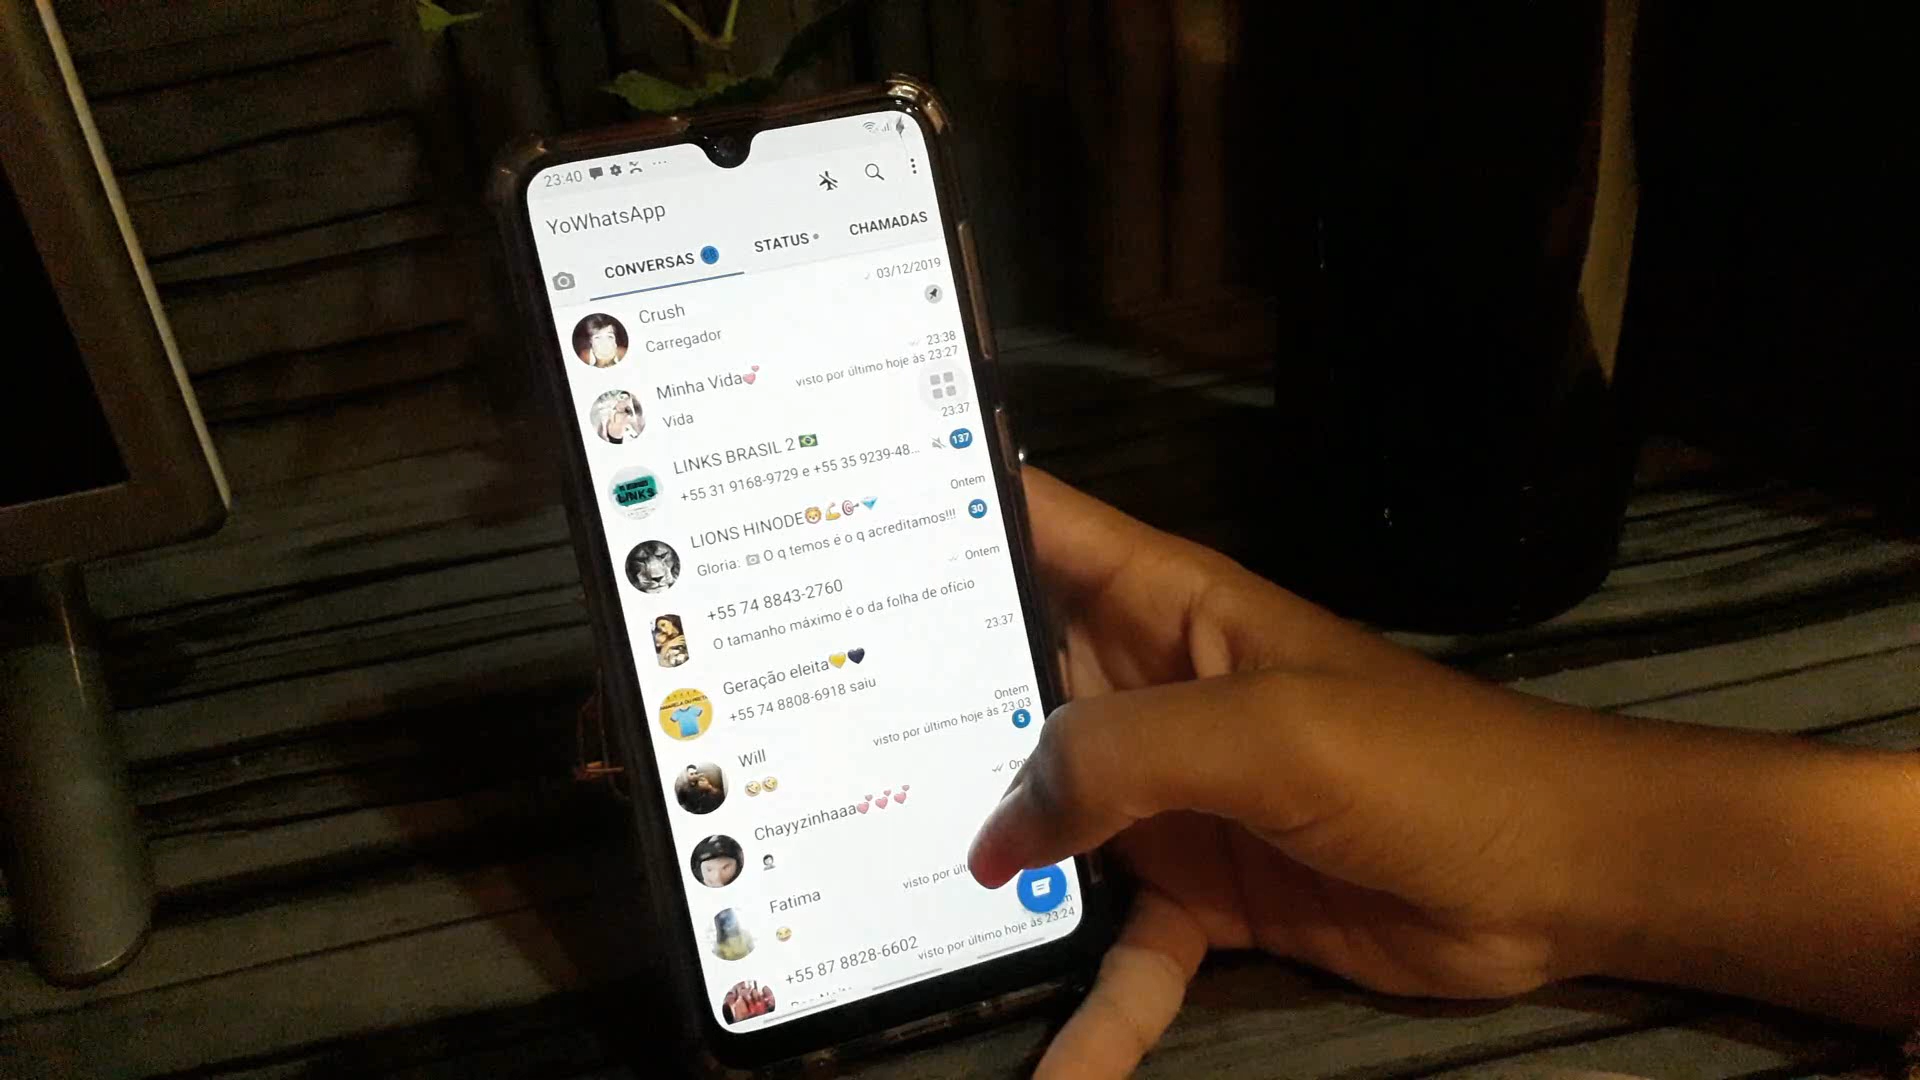 23:40
YoWhatsApp
CONVERSAS 68 STATUS CHAMADAS
Crush 03/12/2019
Carregador
Minha Vida💕 23:38
visto por último hoje às 23:27
Vida
LINKS BRASIL 2 🇧🇷 23:37
+55 31 9168-9729 e +55 35 9239-48... 137
LIONS HINODE🦁💪🎯💎 Ontem
Gloria: 📷 O q temos é o q acreditamos!!! 30
+55 74 8843-2760 Ontem
O tamanho máximo é o da folha de ofício
Geração eleita💛🖤 23:37
+55 74 8808-6918 saiu
Will Ontem
visto por último hoje às 23:03
5
Chayyzinhaaa💕💕💕
Fatima
visto por
+55 87 8828-6602
visto por último hoje às 23:24
LINKS